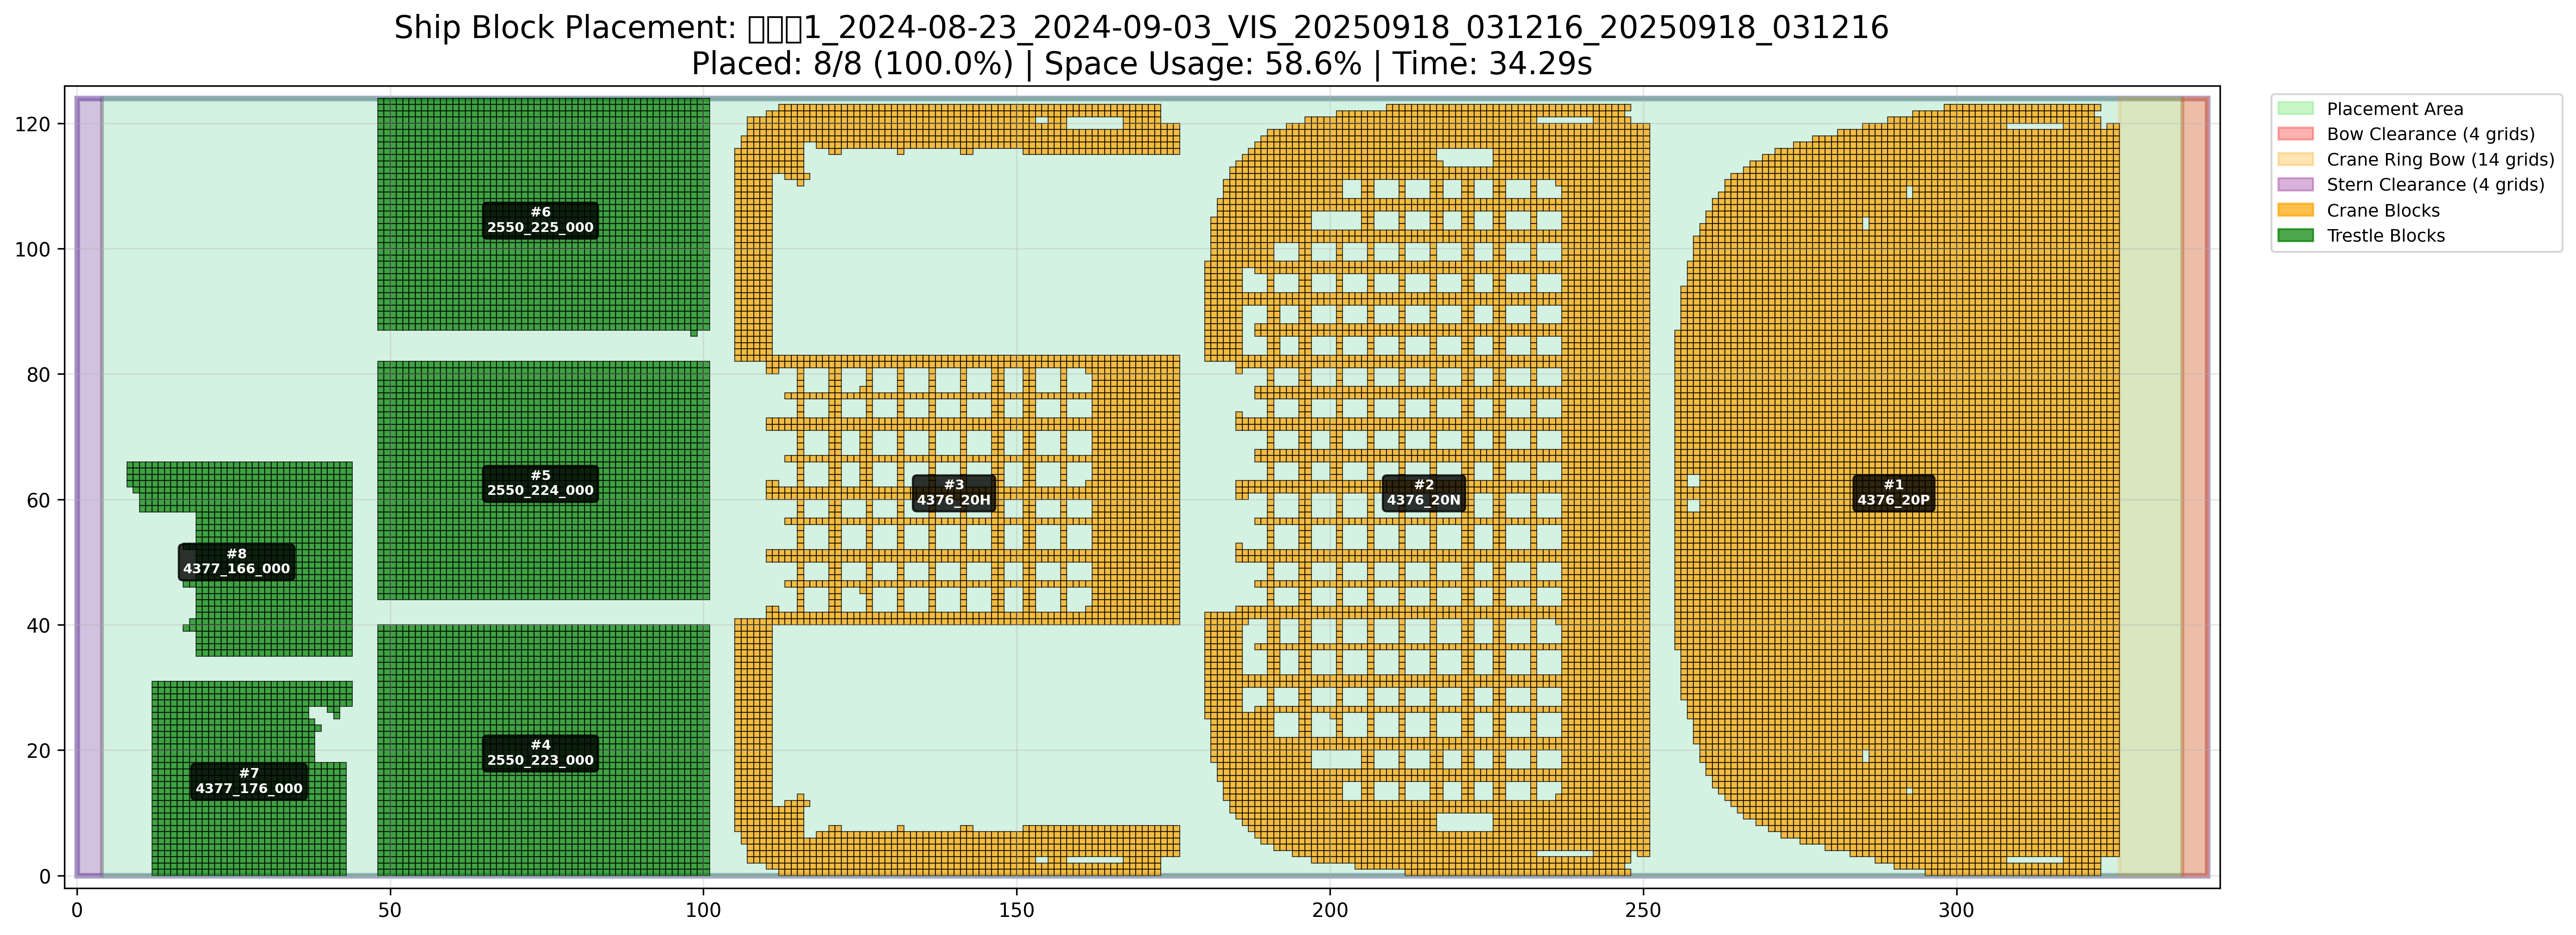 Ship Block Placement: 1_2024-08-23_2024-09-03_VIS_20250918_031216_20250918_031216
Placed: 8/8 (100.0%) | Space Usage: 58.6% | Time: 34.29s
120
100
80
60
40
20
0
0
50
100
150
200
250
300
#6
2550_225_000
#5
2550_224_000
#4
2550_223_000
#8
4377_166_000
#7
4377_176_000
#3
4376_20H
#2
4376_20N
#1
4376_20P
Placement Area
Bow Clearance (4 grids)
Crane Ring Bow (14 grids)
Stern Clearance (4 grids)
Crane Blocks
Trestle Blocks